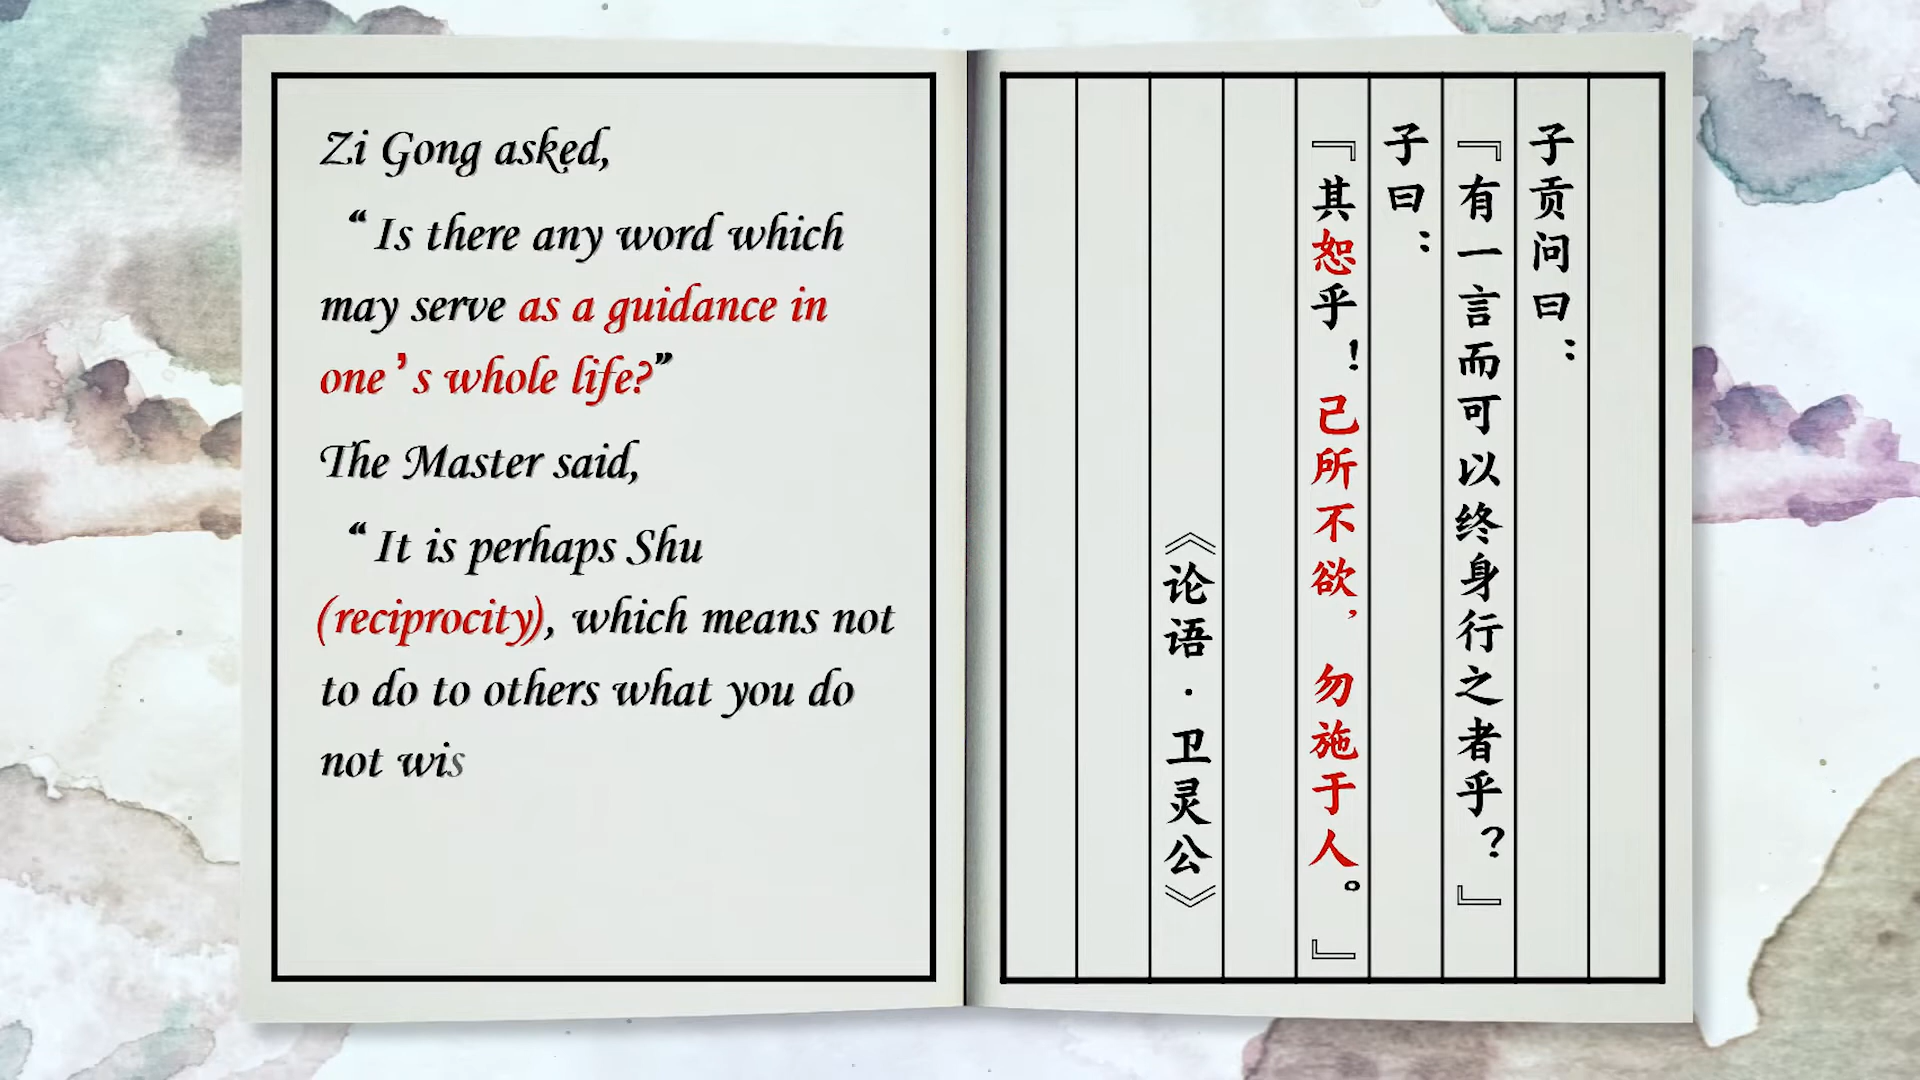 Zi Gong asked,
“Is there any word which
may serve as a guidance in
one’s whole life?”
The Master said,
“It is perhaps Shu
(reciprocity), which means not
to do to others what you do
not wis
子贡问曰：
『有一言而可以终身行之者乎？』
子曰：
『其恕乎！己所不欲，勿施于人。』
《论语·卫灵公》